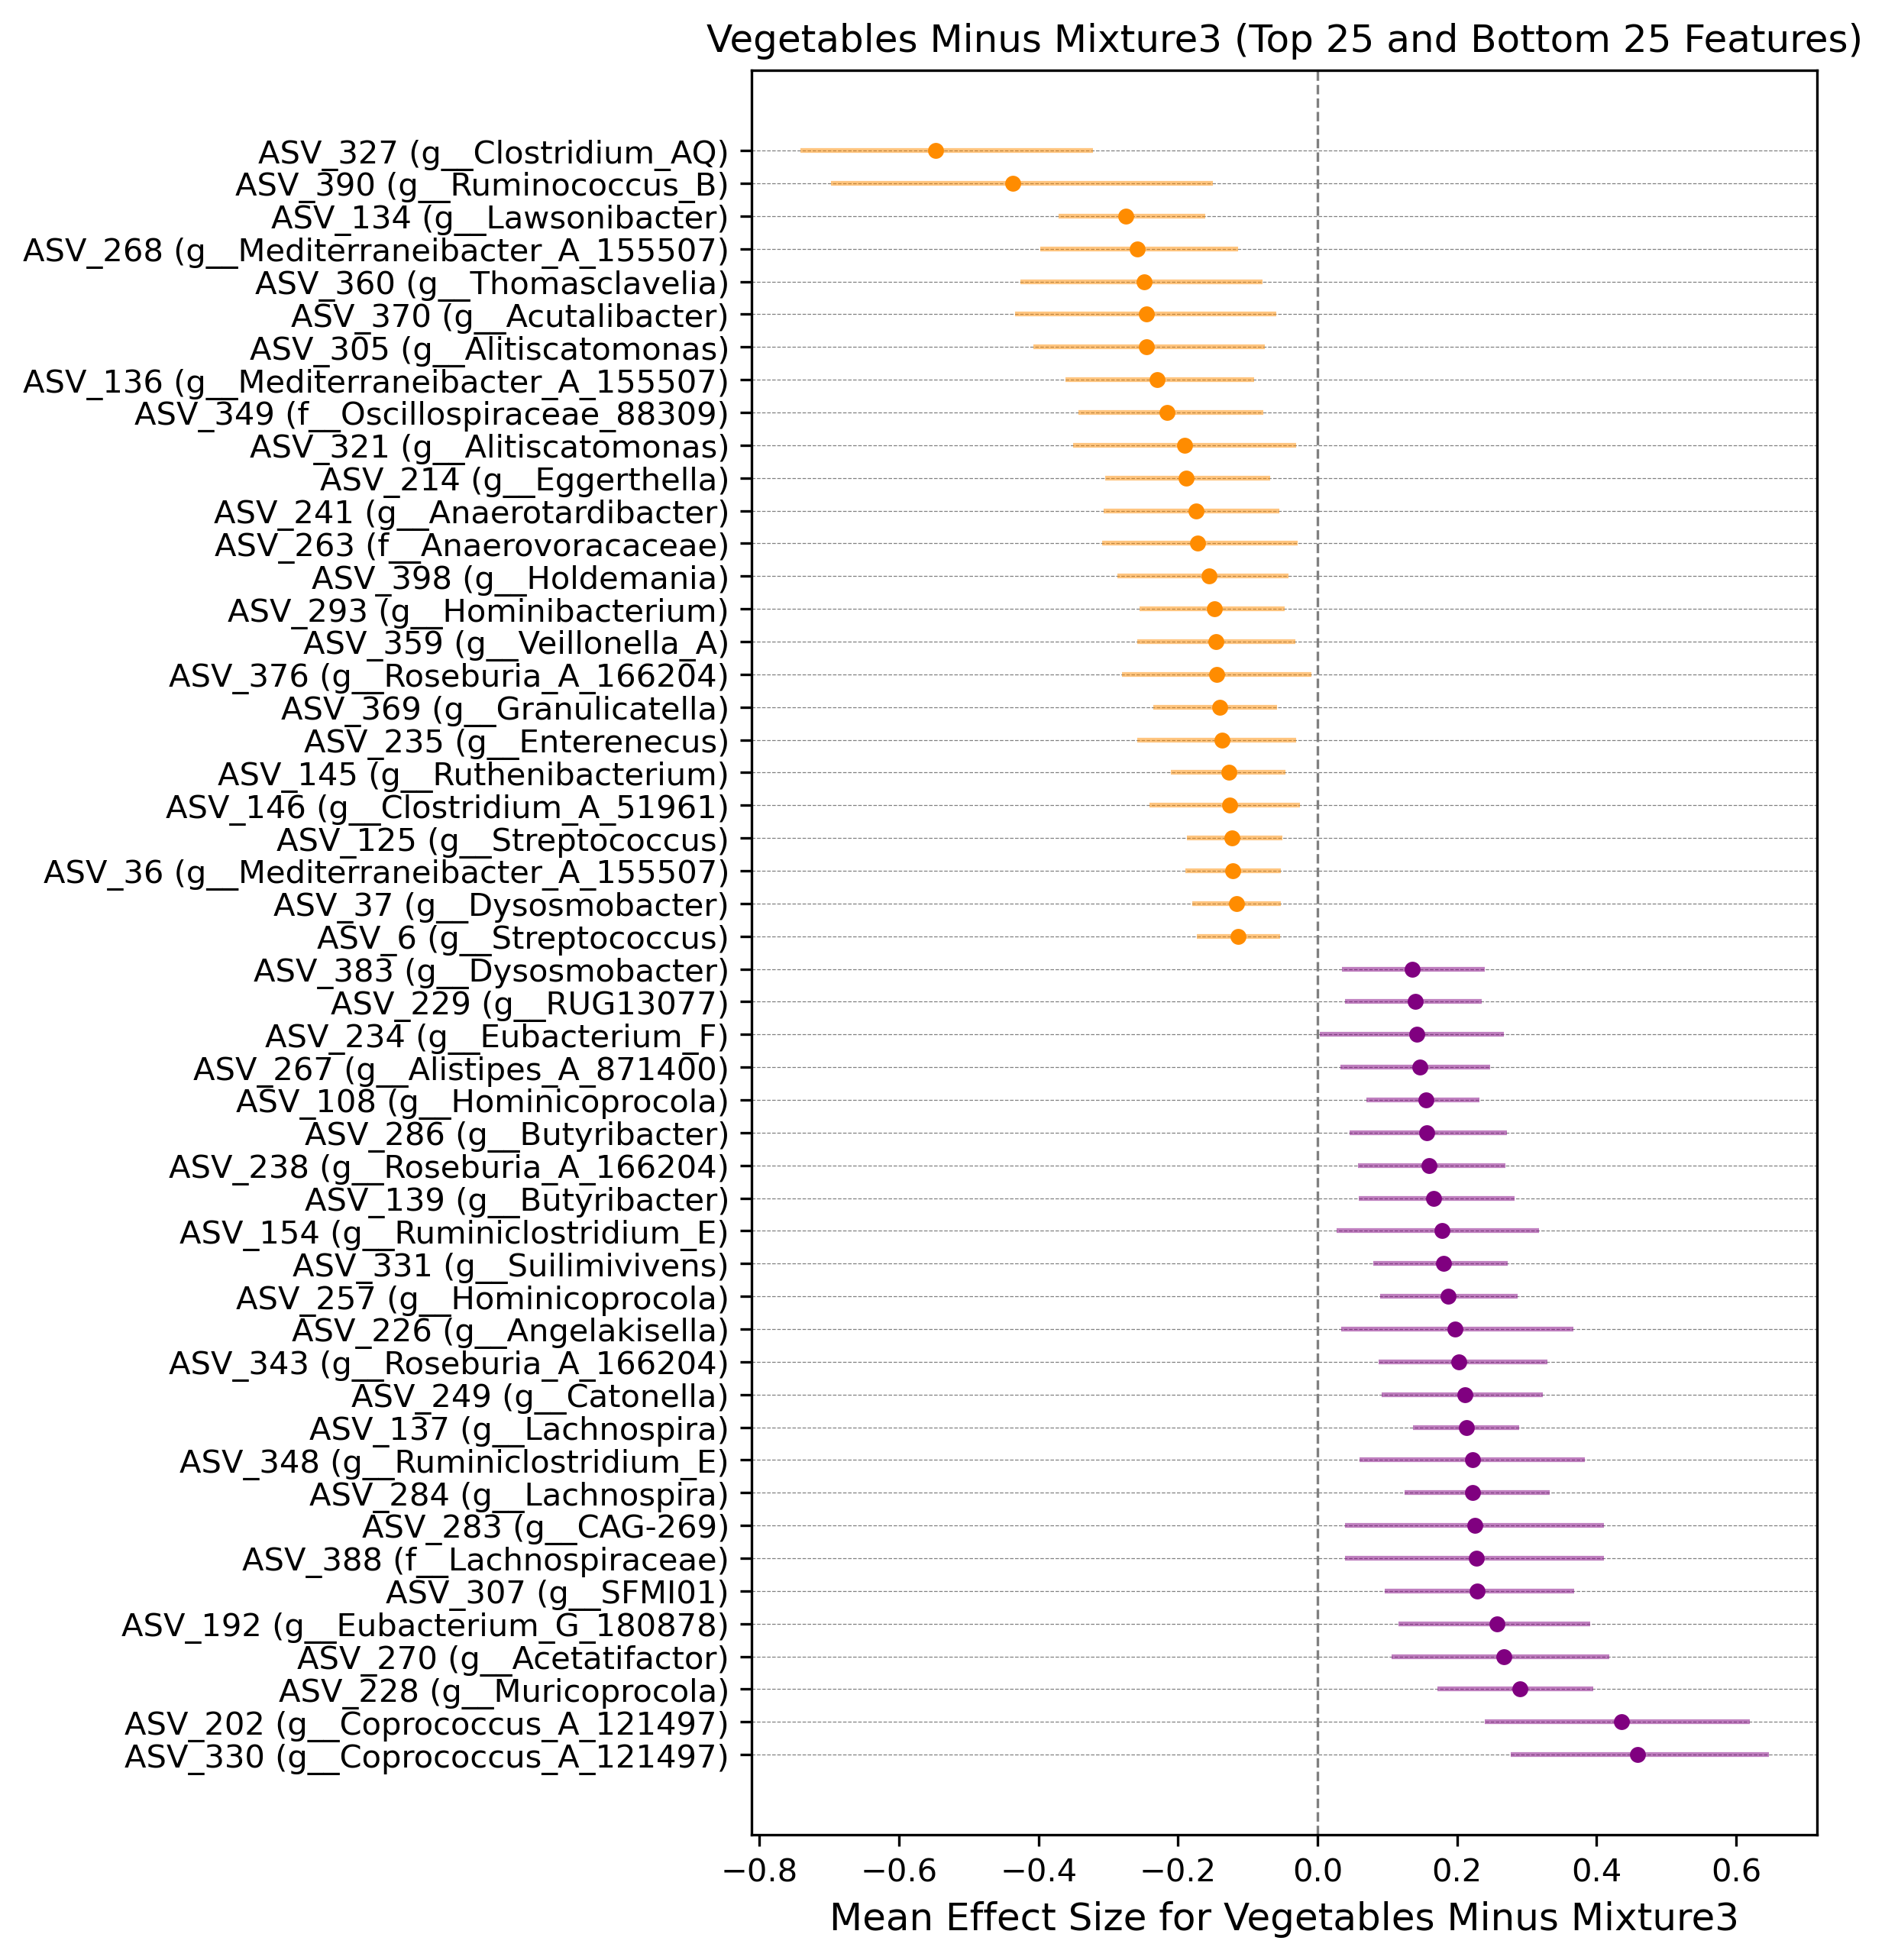 Vegetables Minus Mixture3 (Top 25 and Bottom 25 Features)
ASV_327 (g__Clostridium_AQ)
ASV_390 (g__Ruminococcus_B)
ASV_134 (g__Lawsonibacter)
ASV_268 (g__Mediterraneibacter_A_155507)
ASV_360 (g__Thomasclavelia)
ASV_370 (g__Acutalibacter)
ASV_305 (g__Alitiscatomonas)
ASV_136 (g__Mediterraneibacter_A_155507)
ASV_349 (f__Oscillospiraceae_88309)
ASV_321 (g__Alitiscatomonas)
ASV_214 (g__Eggerthella)
ASV_241 (g__Anaerotardibacter)
ASV_263 (f__Anaerovoracaceae)
ASV_398 (g__Holdemania)
ASV_293 (g__Hominibacterium)
ASV_359 (g__Veillonella_A)
ASV_376 (g__Roseburia_A_166204)
ASV_369 (g__Granulicatella)
ASV_235 (g__Enterenecus)
ASV_145 (g__Ruthenibacterium)
ASV_146 (g__Clostridium_A_51961)
ASV_125 (g__Streptococcus)
ASV_36 (g__Mediterraneibacter_A_155507)
ASV_37 (g__Dysosmobacter)
ASV_6 (g__Streptococcus)
ASV_383 (g__Dysosmobacter)
ASV_229 (g__RUG13077)
ASV_234 (g__Eubacterium_F)
ASV_267 (g__Alistipes_A_871400)
ASV_108 (g__Hominicoprocola)
ASV_286 (g__Butyribacter)
ASV_238 (g__Roseburia_A_166204)
ASV_139 (g__Butyribacter)
ASV_154 (g__Ruminiclostridium_E)
ASV_331 (g__Suilimivivens)
ASV_257 (g__Hominicoprocola)
ASV_226 (g__Angelakisella)
ASV_343 (g__Roseburia_A_166204)
ASV_249 (g__Catonella)
ASV_137 (g__Lachnospira)
ASV_348 (g__Ruminiclostridium_E)
ASV_284 (g__Lachnospira)
ASV_283 (g__CAG-269)
ASV_388 (f__Lachnospiraceae)
ASV_307 (g__SFMI01)
ASV_192 (g__Eubacterium_G_180878)
ASV_270 (g__Acetatifactor)
ASV_228 (g__Muricoprocola)
ASV_202 (g__Coprococcus_A_121497)
ASV_330 (g__Coprococcus_A_121497)
−0.8 −0.6 −0.4 −0.2 0.0 0.2 0.4 0.6
Mean Effect Size for Vegetables Minus Mixture3